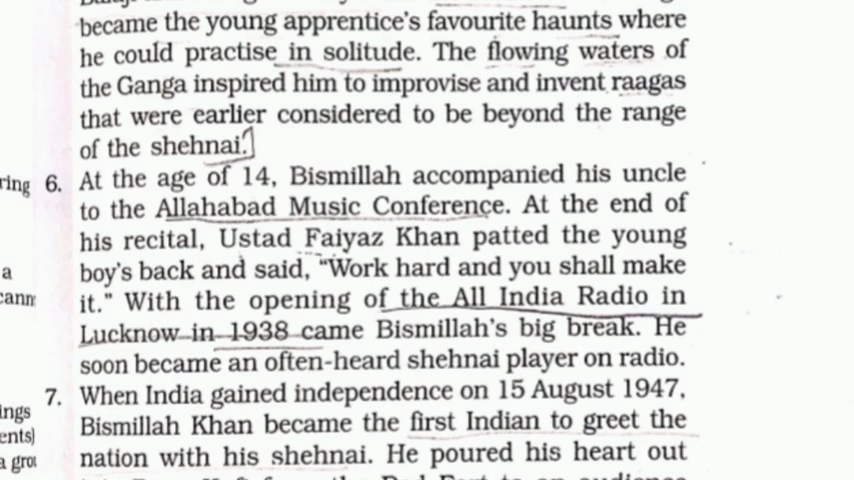 became the young apprentice's favourite haunts where
he could practise in solitude. The flowing waters of
the Ganga inspired him to improvise and invent raagas
that were earlier considered to be beyond the range
of the shehnai.
ring 6. At the age of 14, Bismillah accompanied his uncle
to the Allahabad Music Conference. At the end of
his recital, Ustad Faiyaz Khan patted the young
a boy's back and said, "Work hard and you shall make
it." With the opening of the All India Radio in
Lucknow in 1938 came Bismillah's big break. He
soon became an often-heard shehnai player on radio.
7. When India gained independence on 15 August 1947,
ings Bismillah Khan became the first Indian to greet the
ents) nation with his shehnai. He poured his heart out